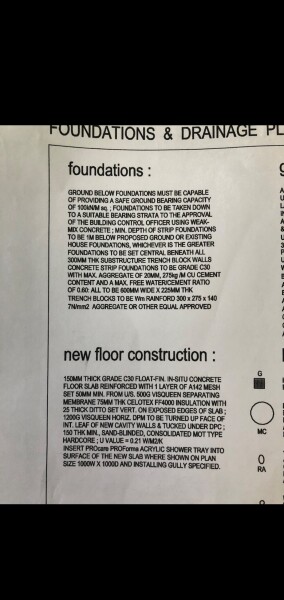 FOUNDATIONS & DRAINAGE PL
foundations :
GROUND BELOW FOUNDATIONS MUST BE CAPABLE
OF PROVIDING A SAFE GROUND BEARING CAPACITY
OF 100kN/M sq. ; FOUNDATIONS TO BE TAKEN DOWN
TO A SUITABLE BEARING STRATA TO THE APPROVAL
OF THE BUILDING CONTROL OFFICER USING WEAK-
MIX CONCRETE ; MIN. DEPTH OF STRIP FOUNDATIONS
TO BE 1M BELOW PROPOSED GROUND OR EXISTING
HOUSE FOUNDATIONS, WHICHEVER IS THE GREATER
FOUNDATIONS TO BE SET CENTRAL BENEATH ALL
300MM THK SUBSTRUCTURE TRENCH BLOCK WALLS
CONCRETE STRIP FOUNDATIONS TO BE GRADE C30
WITH MAX. AGGREGATE OF 20MM, 275kg /M CU CEMENT
CONTENT AND A MAX. FREE WATER/CEMENT RATIO
OF 0.60: ALL TO BE 600MM WIDE X 225MM THK
TRENCH BLOCKS TO BE Wm RAINFORD 300 x 275 x 140
7N/mm2 AGGREGATE OR OTHER EQUAL APPROVED
new floor construction :
150MM THICK GRADE C30 FLOAT-FIN. IN-SITU CONCRETE
FLOOR SLAB REINFORCED WITH 1 LAYER OF A142 MESH
SET 50MM MIN. FROM U/S. 500G VISQUEEN SEPARATING
MEMBRANE 75MM THK CELOTEX FF4000 INSULATION WITH
25 THICK DITTO SET VERT. ON EXPOSED EDGES OF SLAB ;
1200G VISQUEEN HORIZ. DPM TO BE TURNED UP FACE OF
INT. LEAF OF NEW CAVITY WALLS & TUCKED UNDER DPC ;
150 THK MIN., SAND-BLINDED, CONSOLIDATED MOT TYPE
HARDCORE ; U VALUE = 0.21 W/M2/K
INSERT PROcare PROForma ACRYLIC SHOWER TRAY INTO
SURFACE OF THE NEW SLAB WHERE SHOWN ON PLAN
SIZE 1000W X 1000D AND INSTALLING GULLY SPECIFIED.
G
MC
RA